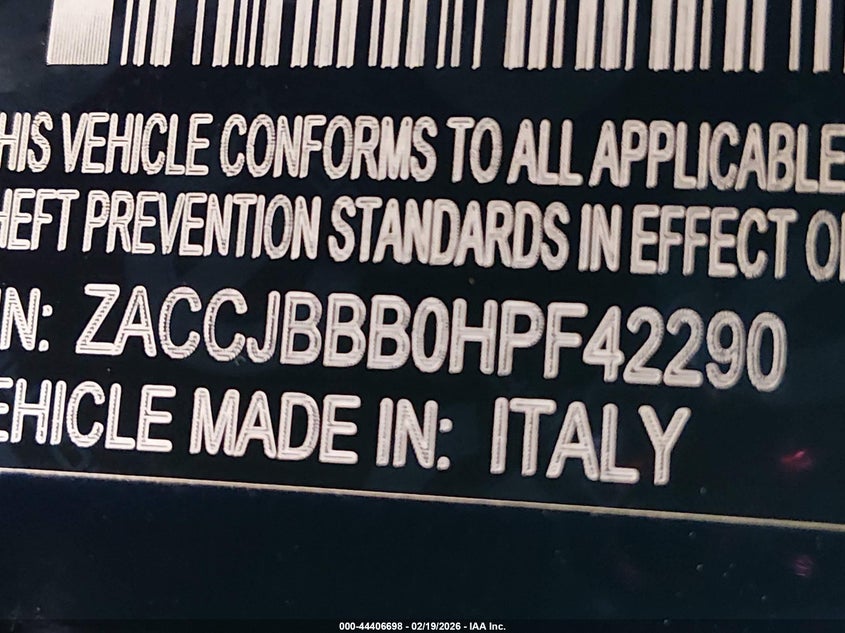 HIS VEHICLE CONFORMS TO ALL APPLICABLE
HEFT PREVENTION STANDARDS IN EFFECT O
IN: ZACCJBBB0HPF42290
EHICLE MADE IN: ITALY
000-44406698 - 02/19/2026 - IAA Inc.